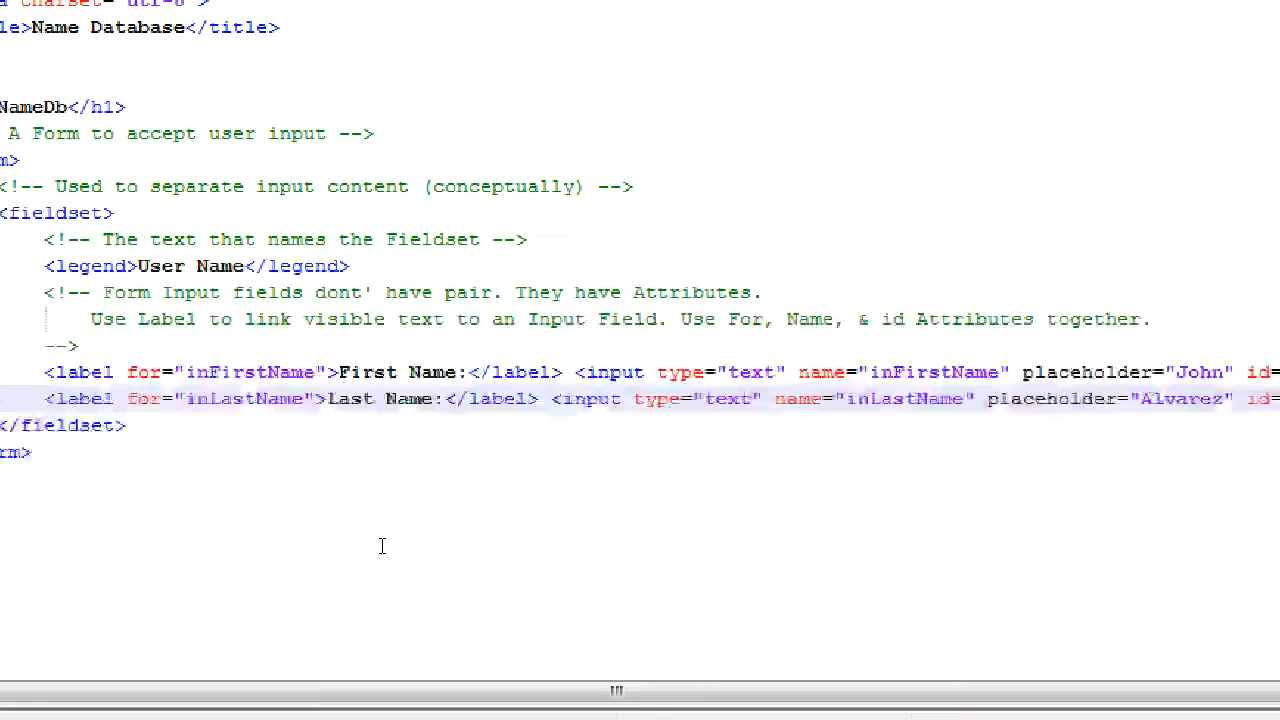 charset="utf-8">
le>Name Database</title>
NameDb</h1>
A Form to accept user input -->
m>
<!-- Used to separate input content (conceptually) -->
<fieldset>
<!-- The text that names the Fieldset -->
<legend>User Name</legend>
<!-- Form Input fields dont' have pair. They have Attributes.
Use Label to link visible text to an Input Field. Use For, Name, & id Attributes together.
-->
<label for="inFirstName">First Name:</label> <input type="text" name="inFirstName" placeholder="John" id=
<label for="inLastName">Last Name:</label> <input type="text" name="inLastName" placeholder="Alvarez" id=
</fieldset>
rm>